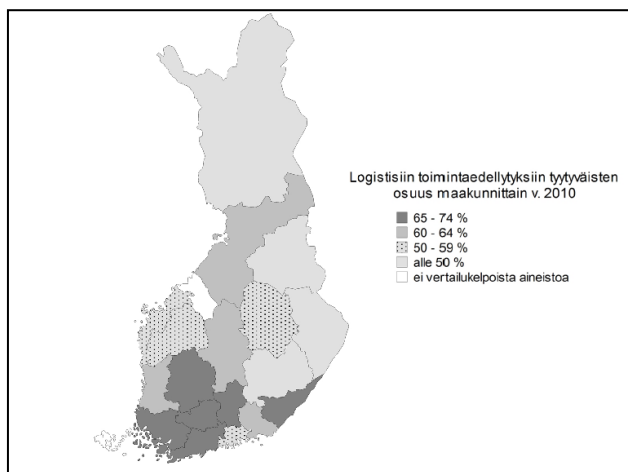 Logistisiin toimintaedellytyksiin tyytyväisten
osuus maakunnittain v. 2010
65 - 74 %
60 - 64 %
50 - 59 %
alle 50 %
ei vertailukelpoista aineistoa